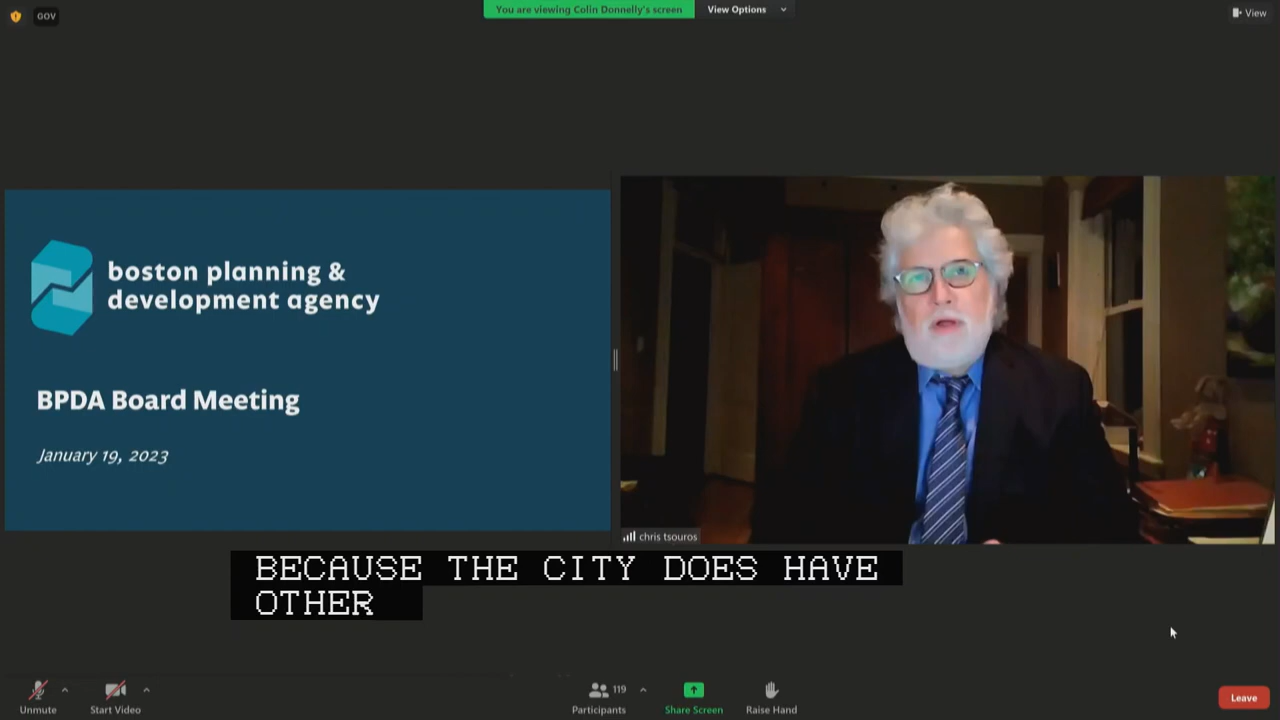 GOV
You are viewing Colin Donnelly's screen
View Options
View
boston planning &
development agency
BPDA Board Meeting
January 19, 2023
chris tsouros
BECAUSE THE CITY DOES HAVE
OTHER
Unmute
Start Video
119
Participants
Share Screen
Raise Hand
Leave